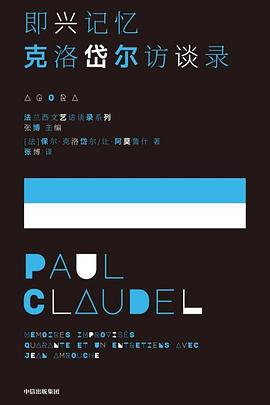 即兴记忆
克洛岱尔访谈录
AGORA
法兰西文艺访谈录系列
张博 主编
[法]保尔·克洛岱尔/让·阿莫鲁什 著
张博 译
PAUL
CLAUDEL
MÉMOIRES IMPROVISÉS
QUARANTE ET UN ENTRETIENS AVEC
JEAN AMROUCHE
中信出版集团